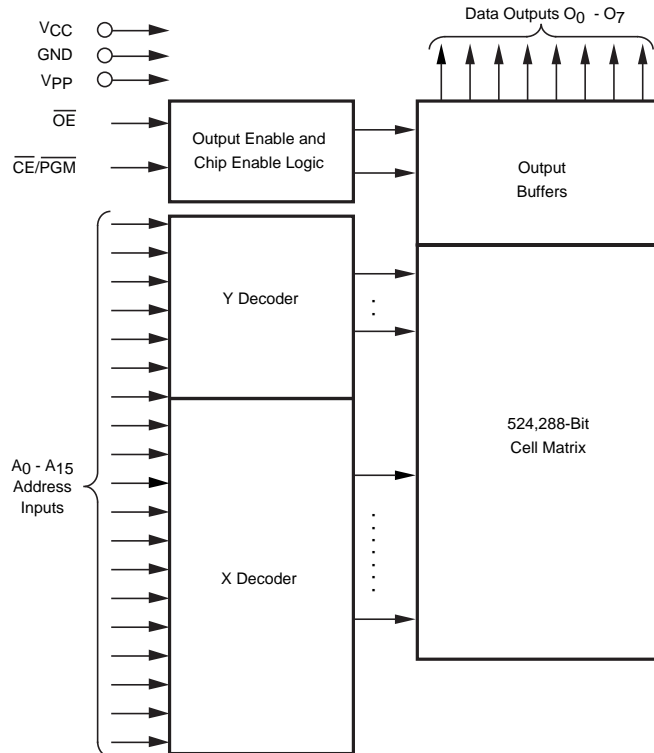 VCC
GND
VPP
OE
CE/PGM
Output Enable and
Chip Enable Logic
Data Outputs O0 - O7
Output
Buffers
Y Decoder
524,288-Bit
Cell Matrix
A0 - A15
Address
Inputs
X Decoder